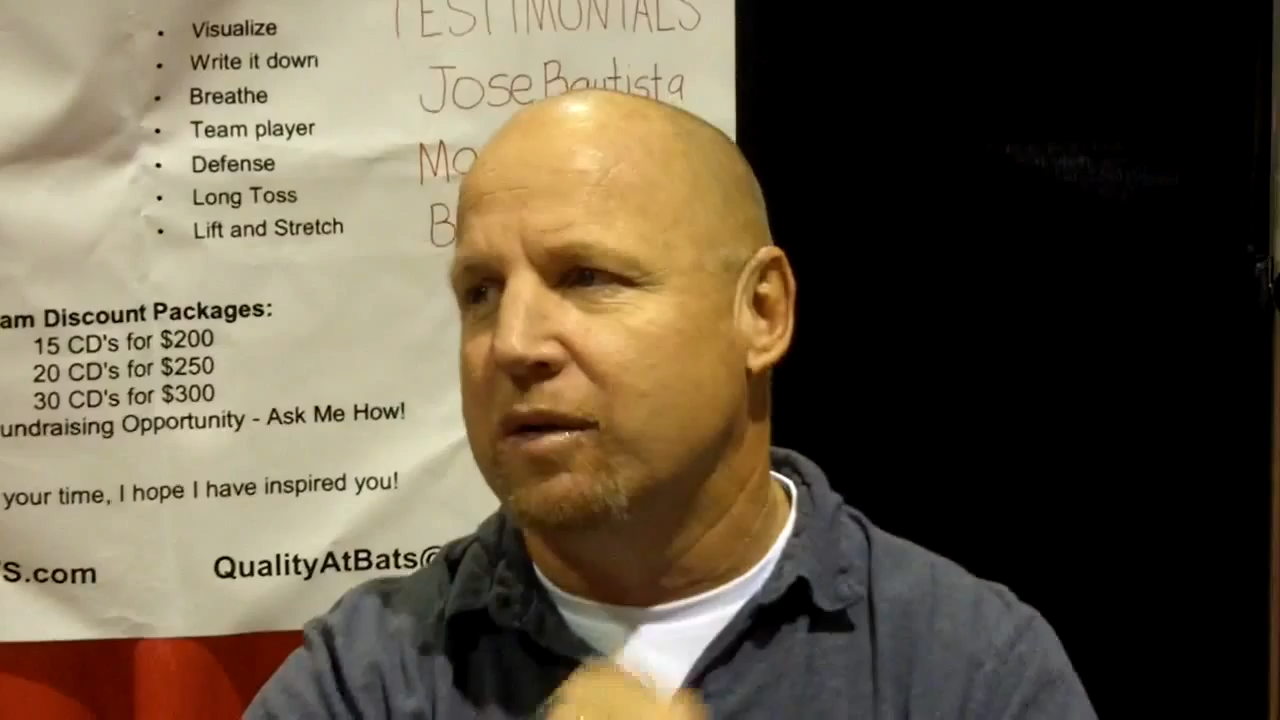 Visualize
Write it down
Breathe
Team player
Defense
Long Toss
Lift and Stretch
TESTIMONIALS
Jose Bautista
Mo
B
am Discount Packages:
15 CD's for $200
20 CD's for $250
30 CD's for $300
undraising Opportunity - Ask Me How!
your time, I hope I have inspired you!
S.com
QualityAtBats@